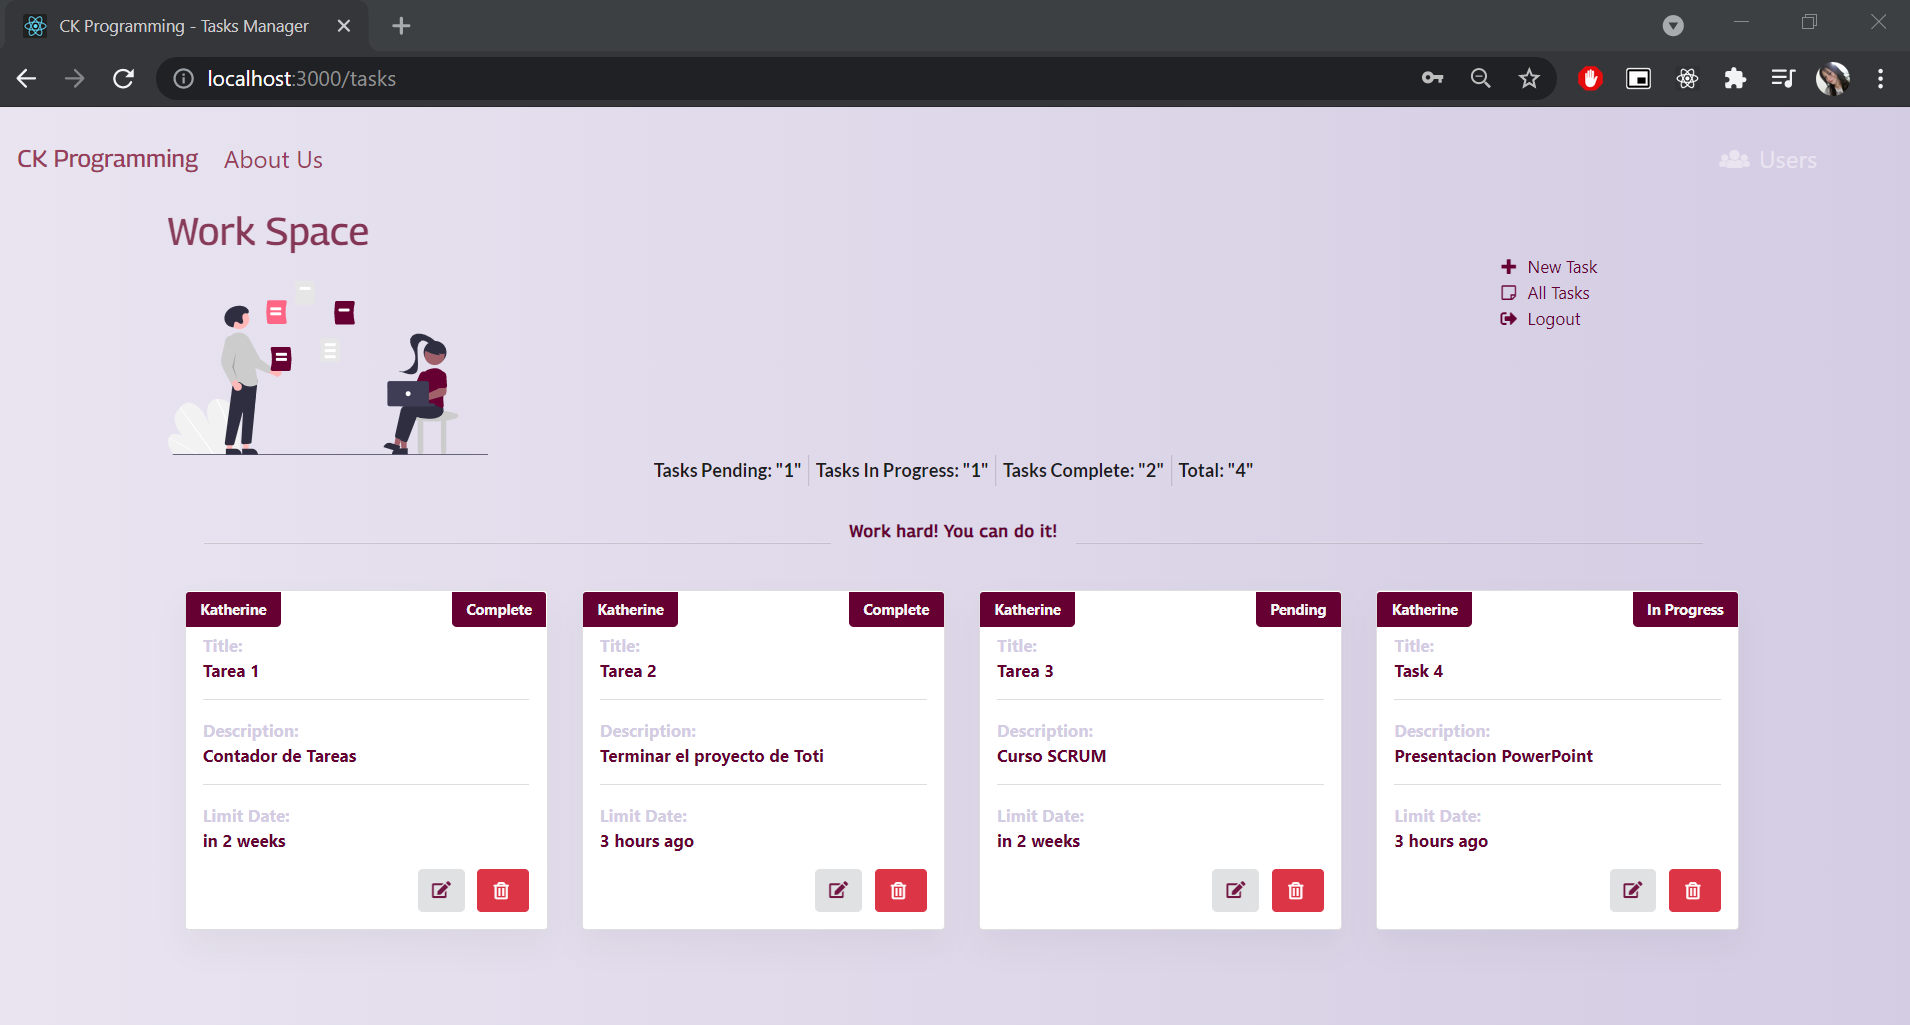 CK Programming - Tasks Manager
localhost:3000/tasks
CK Programming About Us Users
Work Space
New Task
All Tasks
Logout
Tasks Pending: "1" Tasks In Progress: "1" Tasks Complete: "2" Total: "4"
Work hard! You can do it!
Katherine Complete
Title:
Tarea 1
Description:
Contador de Tareas
Limit Date:
in 2 weeks
Katherine Complete
Title:
Tarea 2
Description:
Terminar el proyecto de Toti
Limit Date:
3 hours ago
Katherine Pending
Title:
Tarea 3
Description:
Curso SCRUM
Limit Date:
in 2 weeks
Katherine In Progress
Title:
Task 4
Description:
Presentacion PowerPoint
Limit Date:
3 hours ago